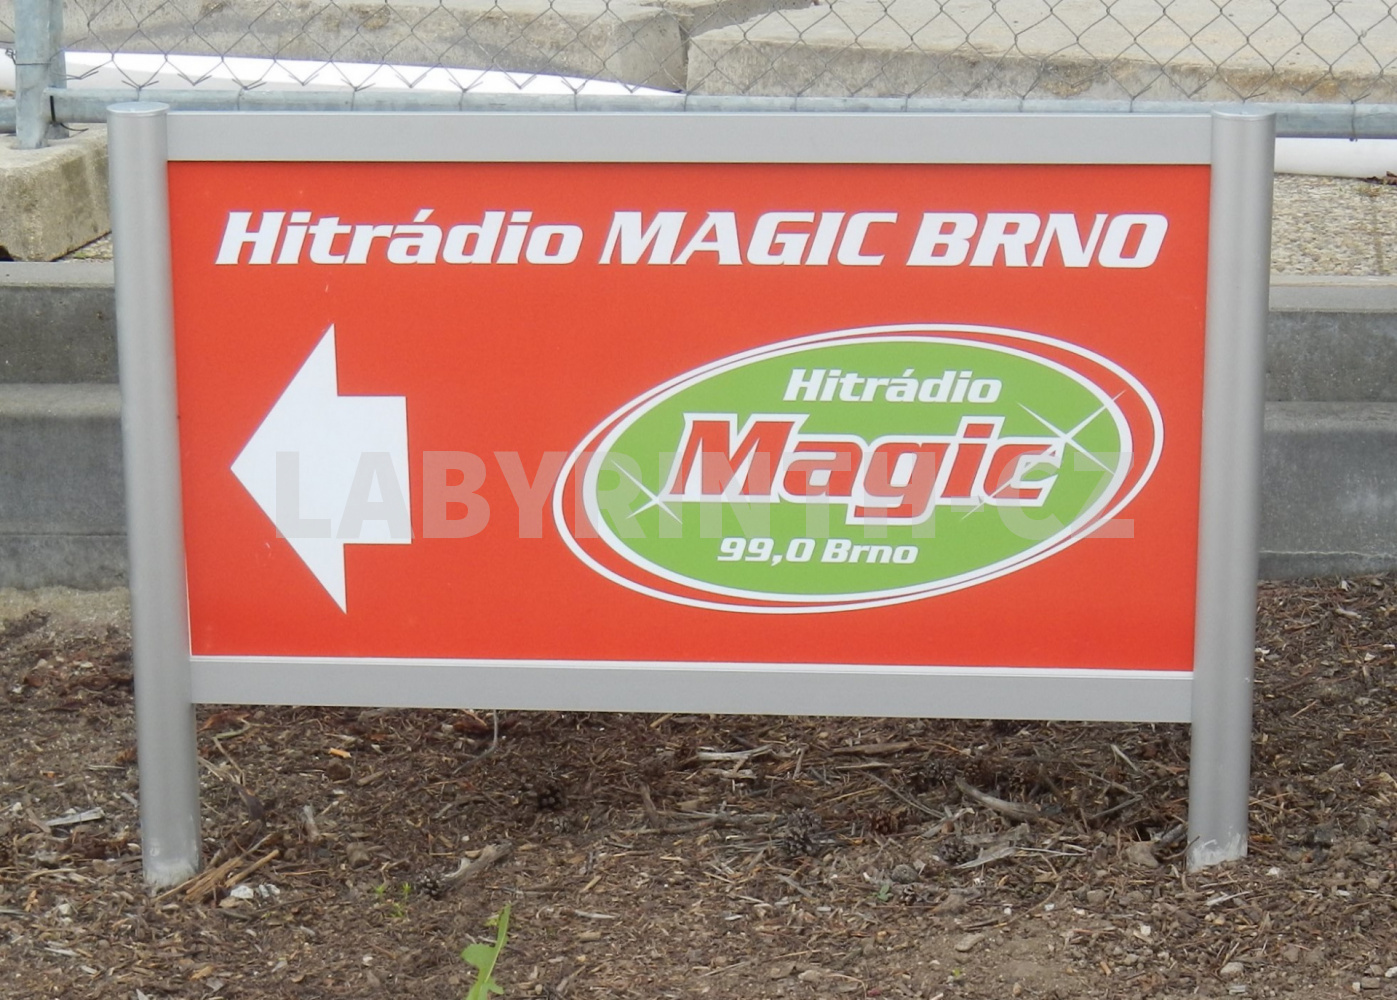 Hitrádio MAGIC BRNO
Hitrádio
Magic
99,0 Brno
LABYRINTH-CZ